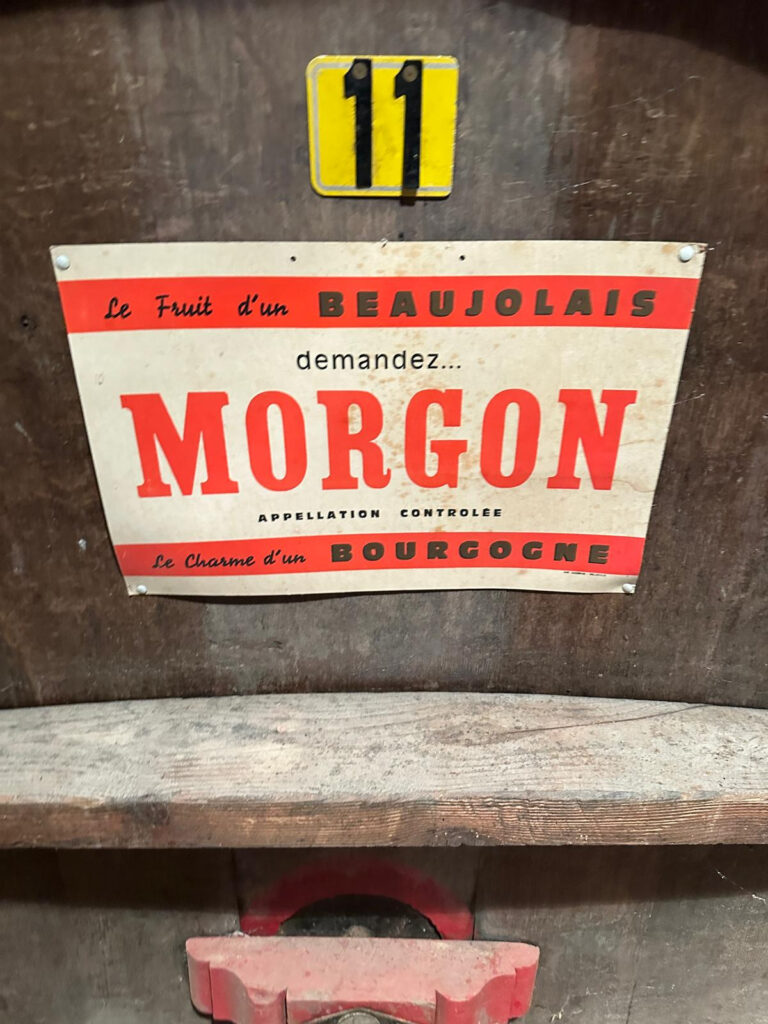 11
Le Fruit d'un BEAUJOLAIS
demandez...
MORGON
APPELLATION CONTROLÉE
Le Charme d'un BOURGOGNE